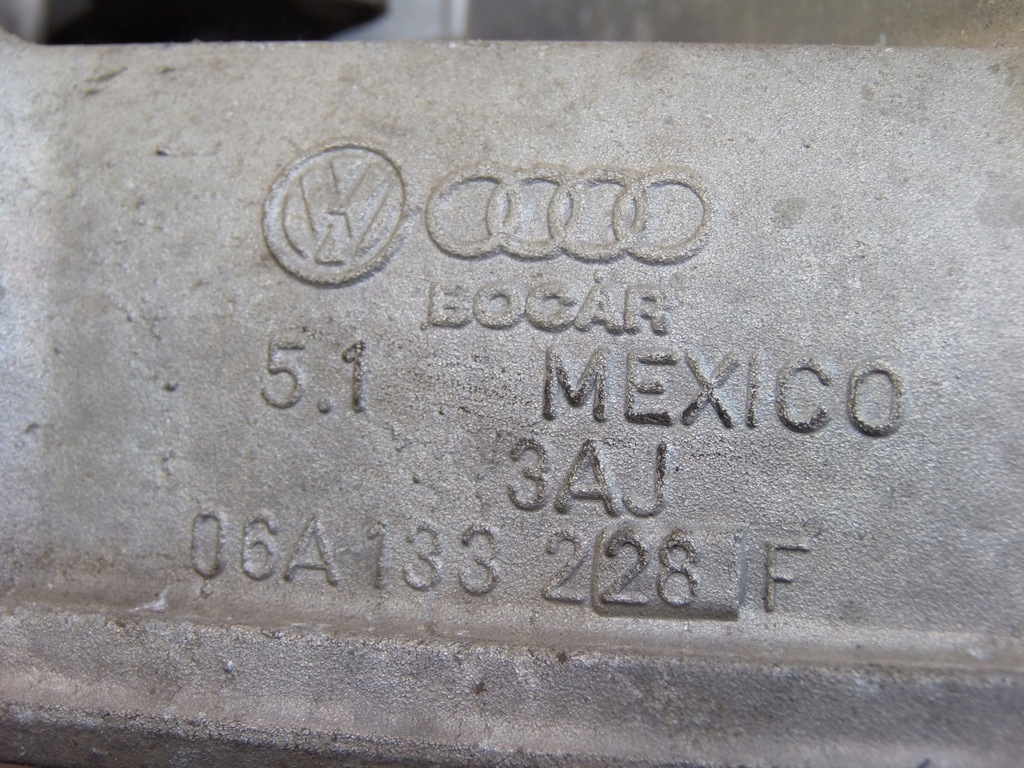 BOCAR
5.1 MEXICO
3AJ
06A 133 228 F